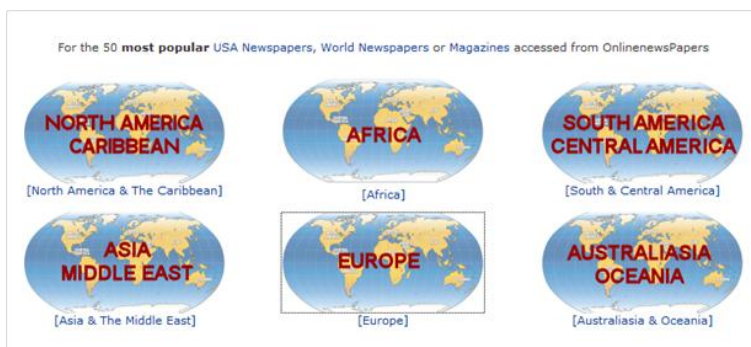 For the 50 most popular USA Newspapers, World Newspapers or Magazines accessed from OnlinenewsPapers
NORTH AMERICA
CARIBBEAN
[North America & The Caribbean]
AFRICA
[Africa]
SOUTH AMERICA
CENTRAL AMERICA
[South & Central America]
ASIA
MIDDLE EAST
[Asia & The Middle East]
EUROPE
[Europe]
AUSTRALIASIA
OCEANIA
[Australiasia & Oceania]